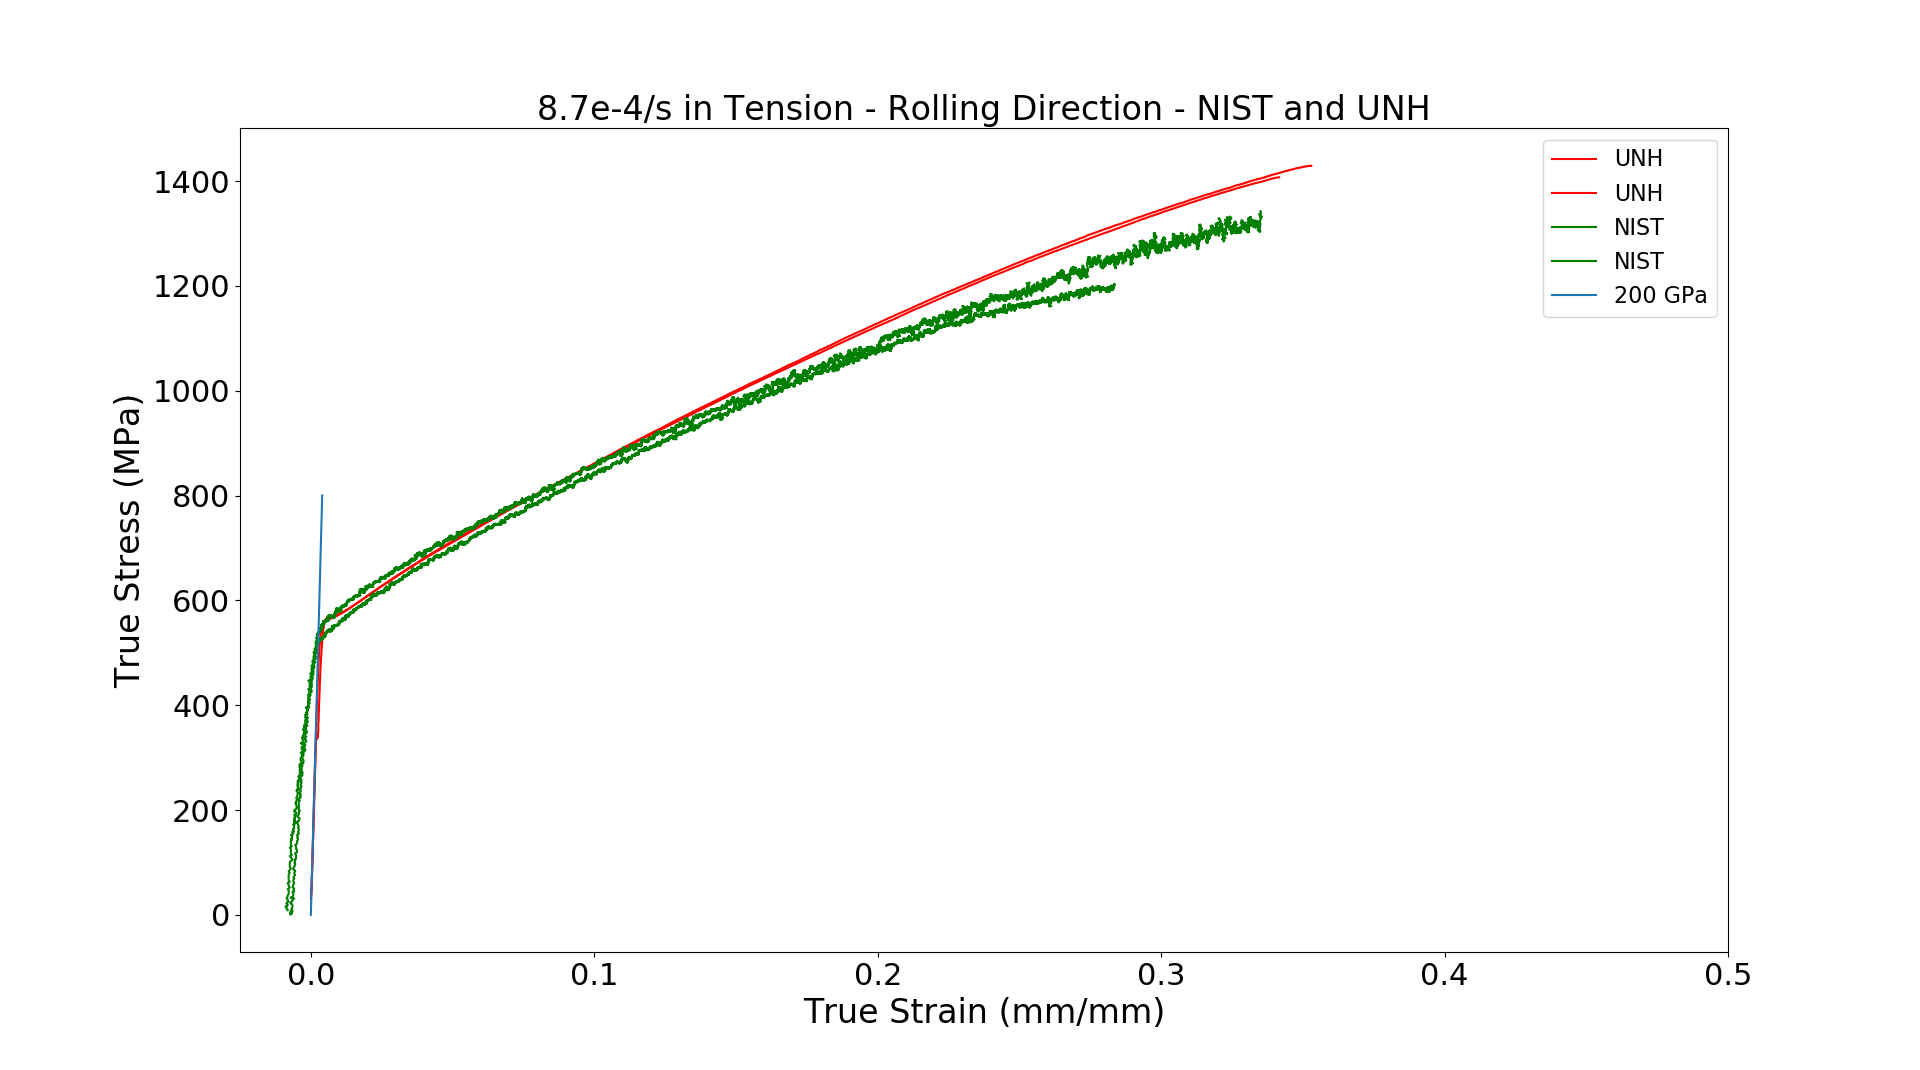 8.7e-4/s in Tension - Rolling Direction - NIST and UNH
UNH
UNH
NIST
NIST
200 GPa
True Stress (MPa)
1400
1200
1000
800
600
400
200
0
0.0 0.1 0.2 0.3 0.4 0.5
True Strain (mm/mm)